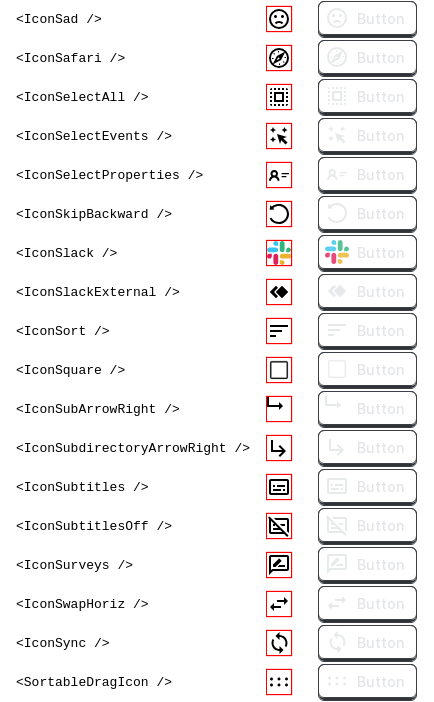 <IconSad /> Button
<IconSafari /> Button
<IconSelectAll /> Button
<IconSelectEvents /> Button
<IconSelectProperties /> Button
<IconSkipBackward /> Button
<IconSlack /> Button
<IconSlackExternal /> Button
<IconSort /> Button
<IconSquare /> Button
<IconSubArrowRight /> Button
<IconSubdirectoryArrowRight /> Button
<IconSubtitles /> Button
<IconSubtitlesOff /> Button
<IconSurveys /> Button
<IconSwapHoriz /> Button
<IconSync /> Button
<SortableDragIcon /> Button